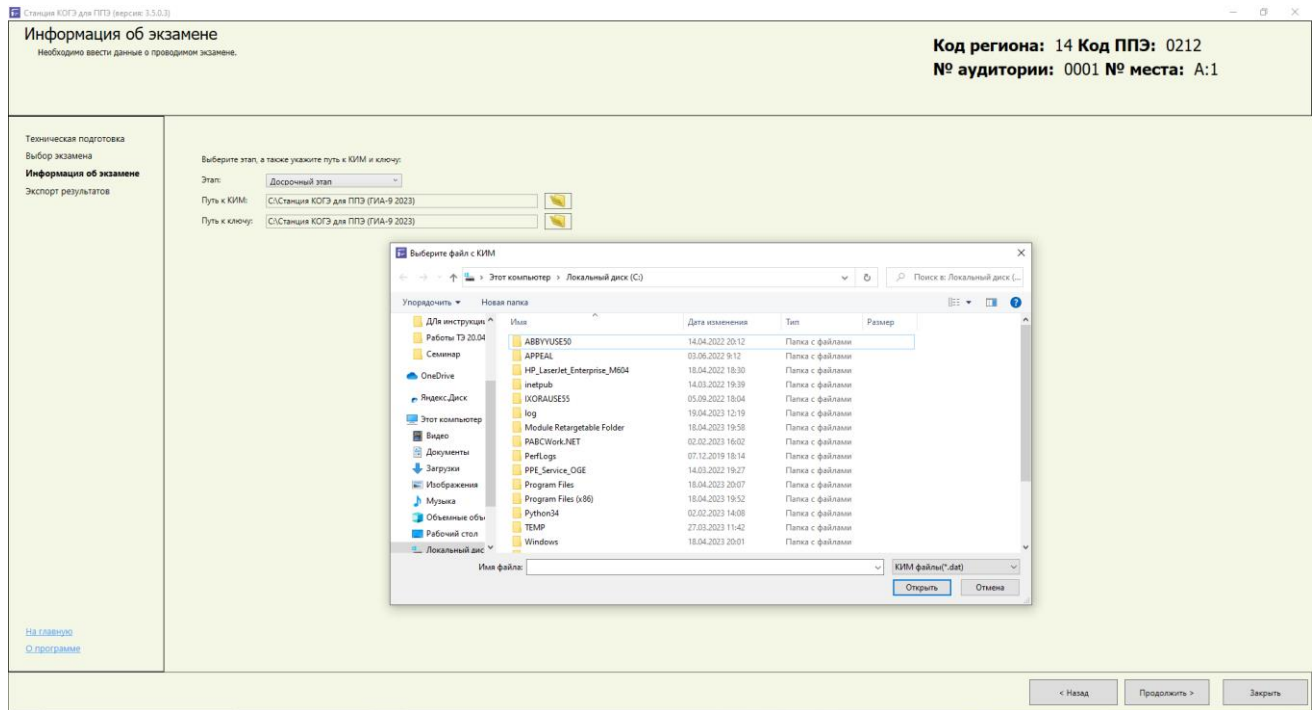 Станция КОГЭ для ППЭ (версия: 3.5.0.3)
Информация об экзамене
Необходимо ввести данные о проводимом экзамене.
Код региона: 14 Код ППЭ: 0212
№ аудитории: 0001 № места: А:1
Техническая подготовка
Выбор экзамена
Информация об экзамене
Экспорт результатов
Выберите этап, а также укажите путь к КИМ и ключу:
Этап: Досрочный этап
Путь к КИМ: C:\Станция КОГЭ для ППЭ (ГИА-9 2023)
Путь к ключу: C:\Станция КОГЭ для ППЭ (ГИА-9 2023)
Выберите файл с КИМ
Этот компьютер > Локальный диск (C:)
Поиск в: Локальный диск (...
Упорядочить Новая папка
ДЛя инструкци
Работы ТЭ 20.04
Семинар
OneDrive
Яндекс.Диск
Этот компьютер
Видео
Документы
Загрузки
Изображения
Музыка
Объемные объ
Рабочий стол
Локальный дис
Имя Дата изменения Тип Размер
ABBYYUSE50 14.04.2022 20:12 Папка с файлами
APPEAL 03.06.2022 9:12 Папка с файлами
HP_LaserJet_Enterprise_M604 18.04.2022 18:30 Папка с файлами
inetpub 14.03.2022 19:39 Папка с файлами
IXORAUSE55 05.09.2022 18:04 Папка с файлами
log 19.04.2023 12:19 Папка с файлами
Module Retargetable Folder 18.04.2023 19:58 Папка с файлами
PABCWork.NET 02.02.2023 16:02 Папка с файлами
PerfLogs 07.12.2019 18:14 Папка с файлами
PPE_Service_OGE 14.03.2022 19:27 Папка с файлами
Program Files 18.04.2023 20:07 Папка с файлами
Program Files (x86) 18.04.2023 19:52 Папка с файлами
Python34 02.02.2023 14:08 Папка с файлами
TEMP 27.03.2023 11:42 Папка с файлами
Windows 18.04.2023 20:01 Папка с файлами
Имя файла: КИМ файлы(*.dat)
Открыть Отмена
На главную
О программе
< Назад Продолжить > Закрыть